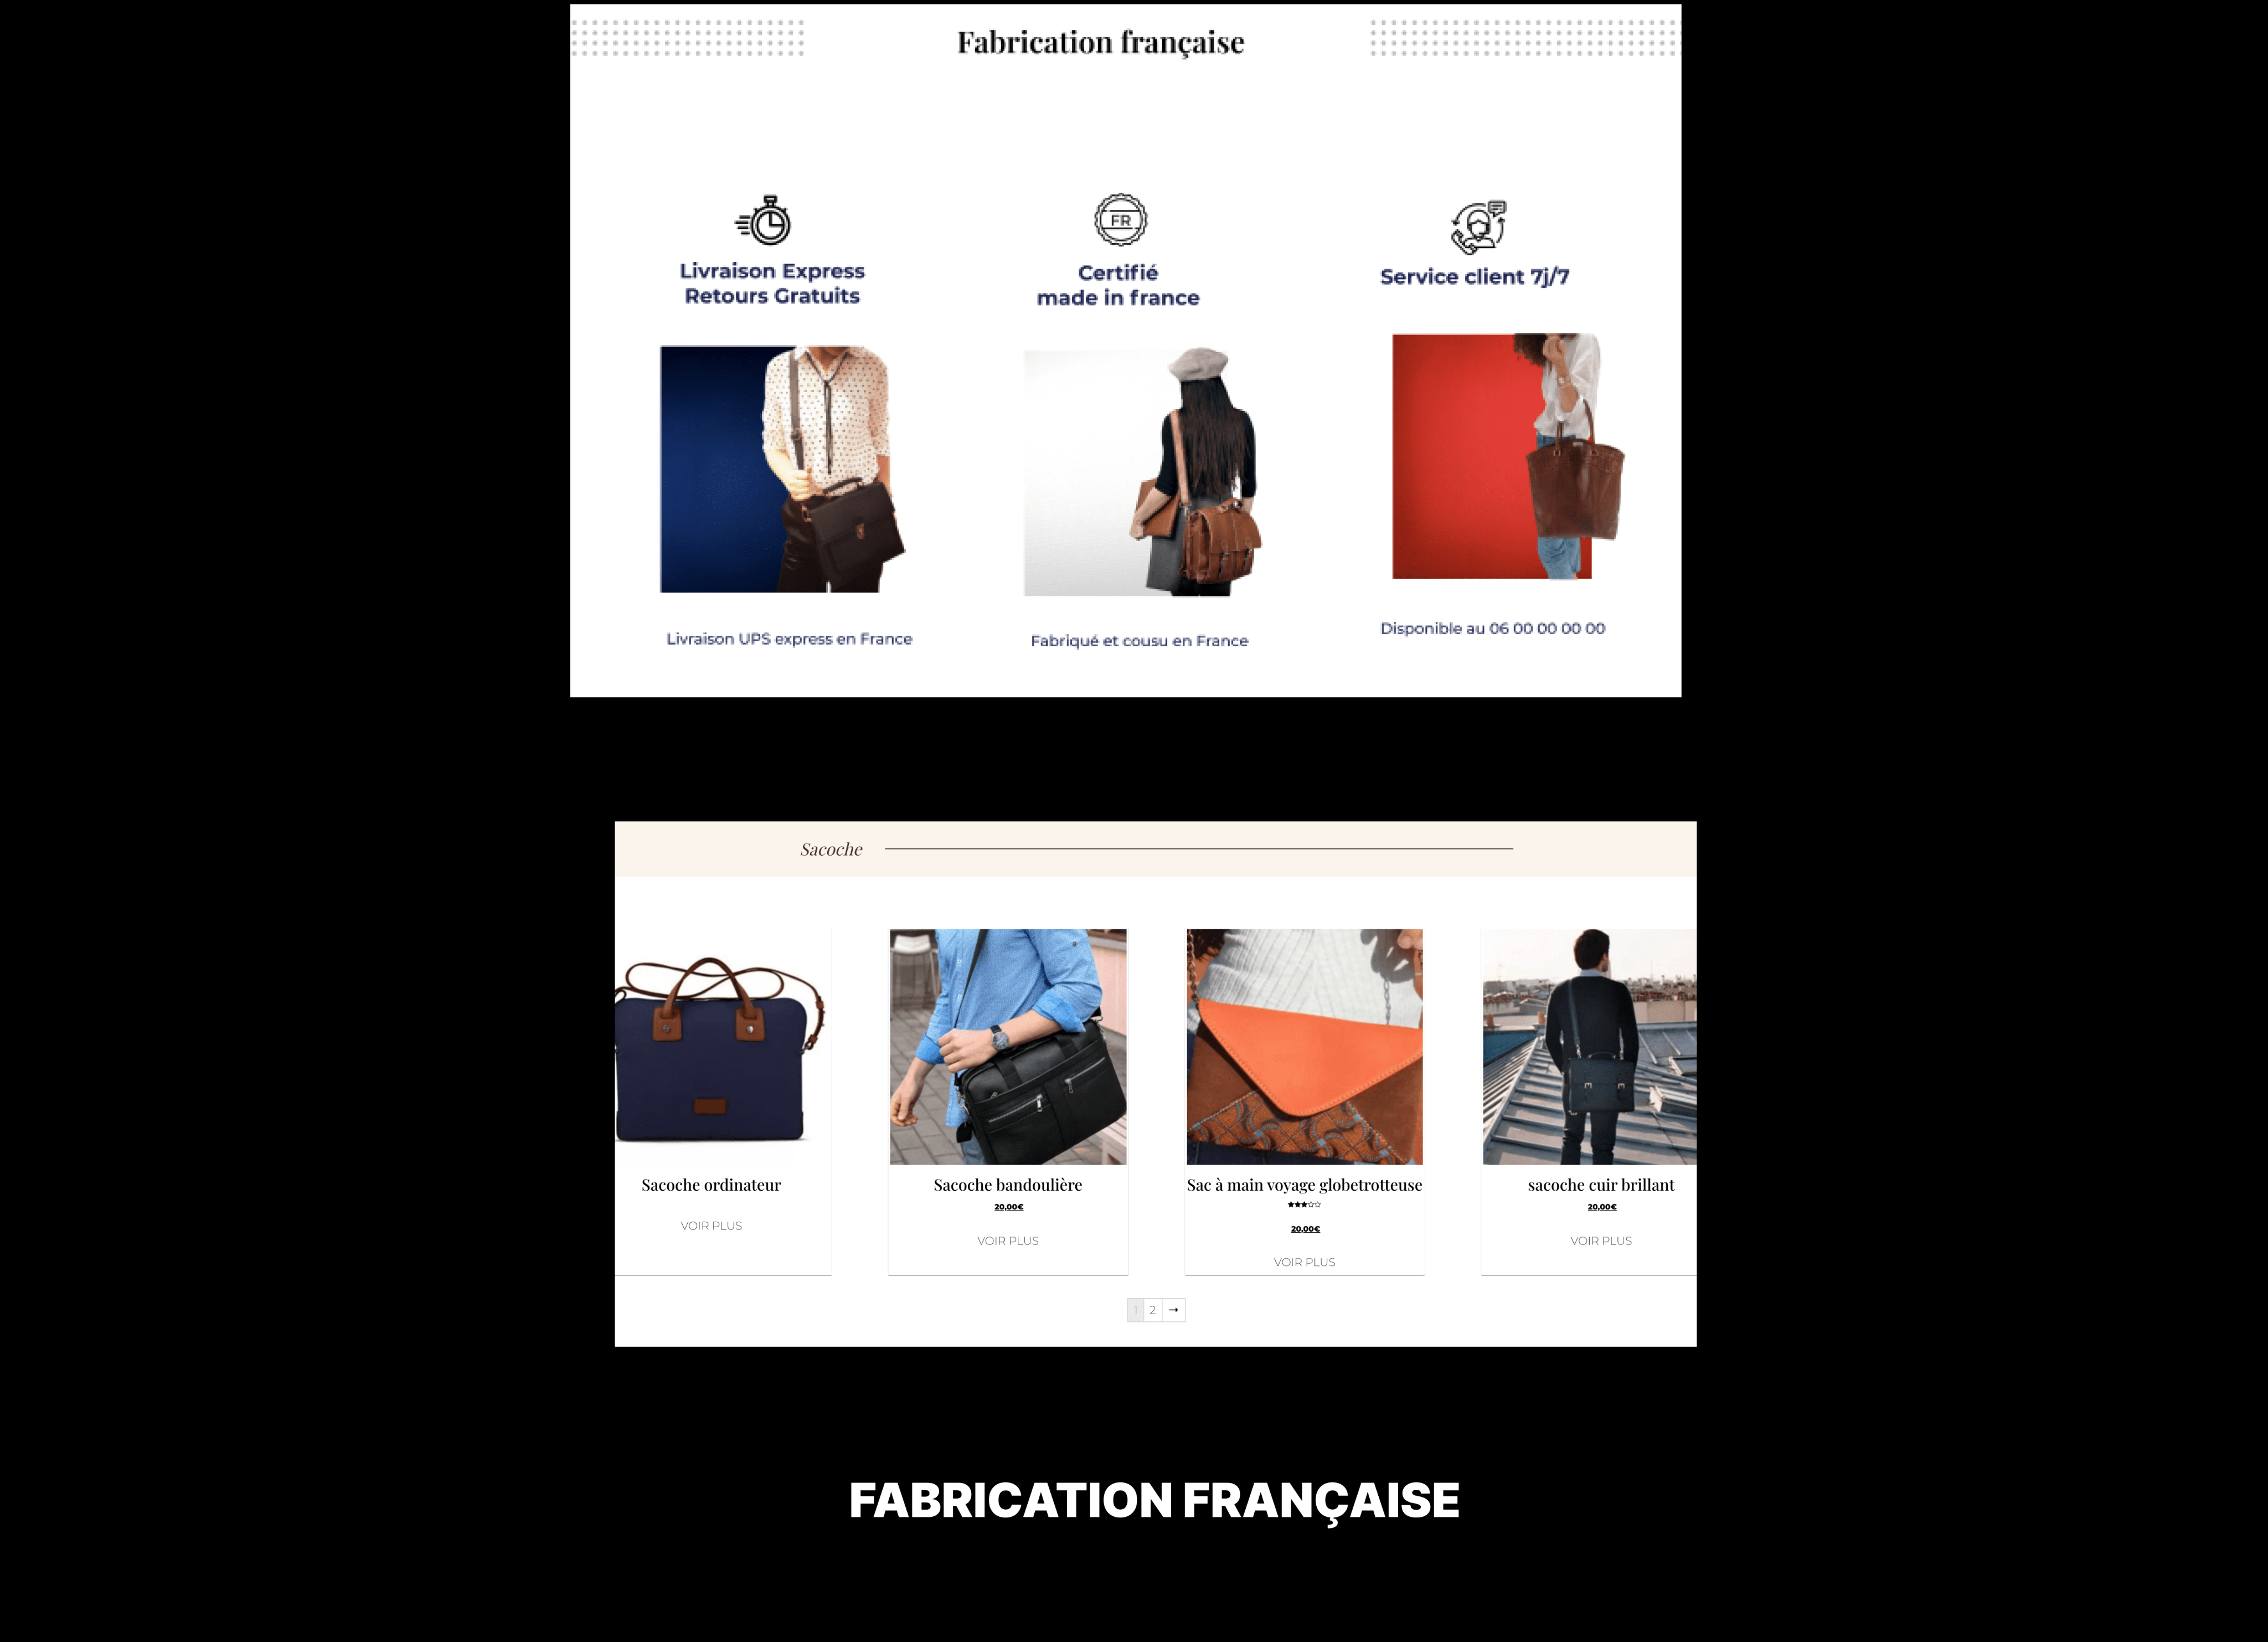 Fabrication française
Livraison Express
Retours Gratuits
FR
Certifié
made in france
Service client 7j/7
Livraison UPS express en France
Fabriqué et cousu en France
Disponible au 06 00 00 00 00
Sacoche
Sacoche ordinateur
VOIR PLUS
Sacoche bandoulière
20,00€
VOIR PLUS
Sac à main voyage globetrotteuse
★★★☆☆
20,00€
VOIR PLUS
sacoche cuir brillant
20,00€
VOIR PLUS
1 2 →
FABRICATION FRANÇAISE